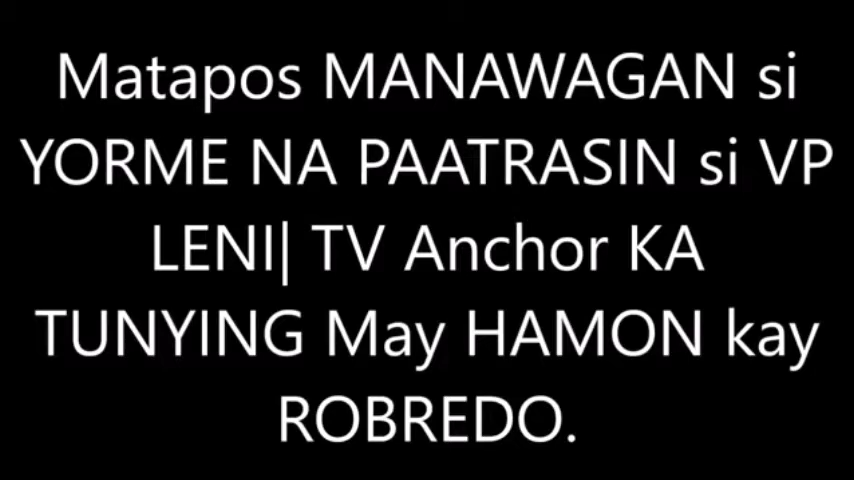 Matapos MANAWAGAN si
YORME NA PAATRASIN si VP
LENI| TV Anchor KA
TUNYING May HAMON kay
ROBREDO.